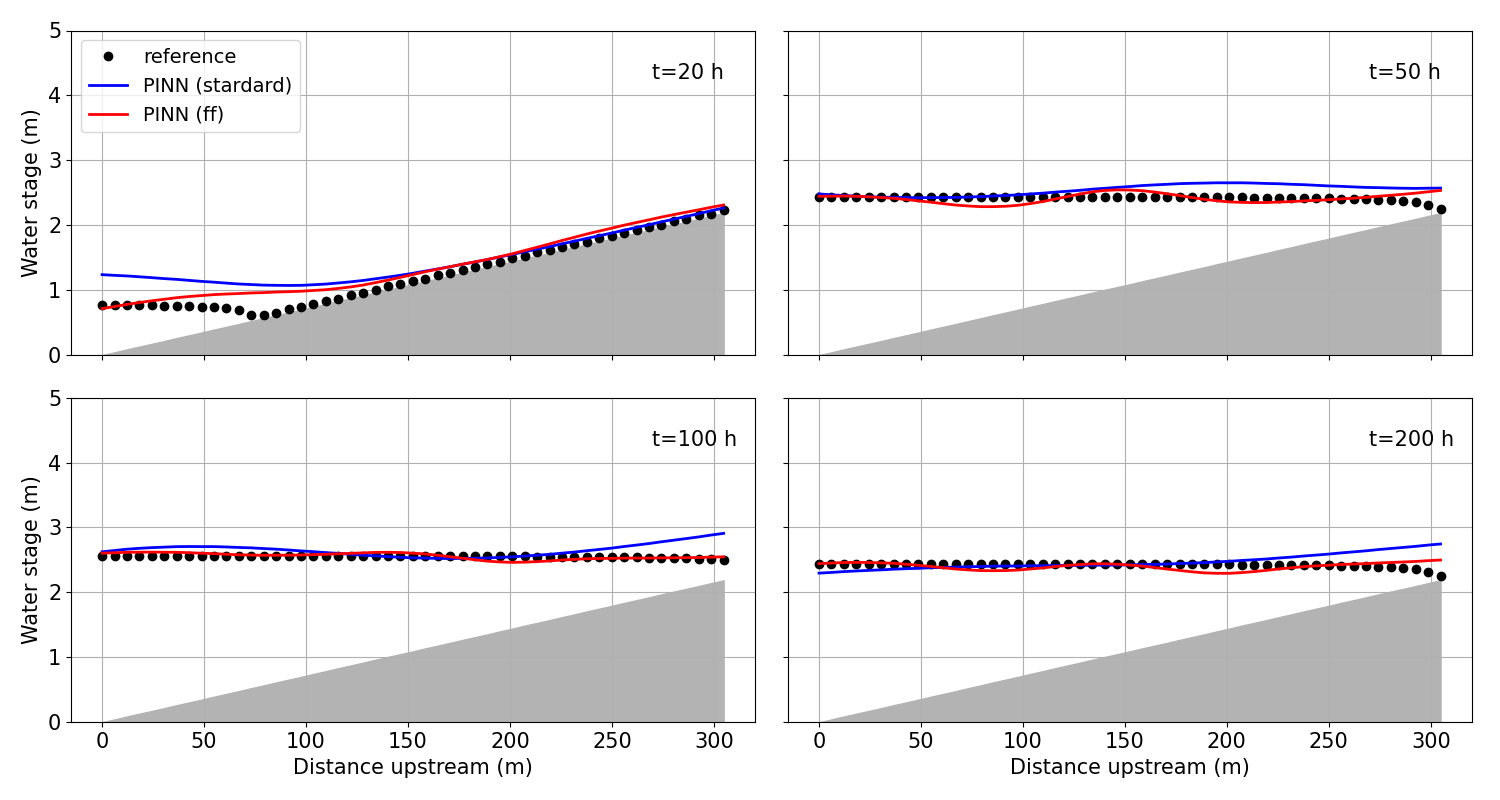 5
4
3
2
1
0
Water stage (m)
reference
PINN (stardard)
PINN (ff)
t=20 h
t=50 h
5
4
3
2
1
0
Water stage (m)
t=100 h
t=200 h
0 50 100 150 200 250 300
0 50 100 150 200 250 300
Distance upstream (m)
Distance upstream (m)